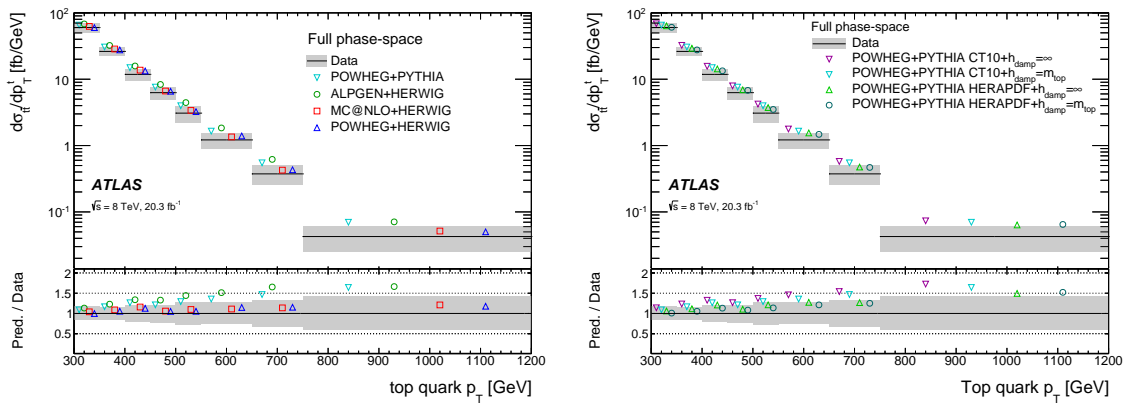 dσtt̄/dp_T^t [fb/GeV]
10²
10
1
10⁻¹
Full phase-space
Data
POWHEG+PYTHIA
ALPGEN+HERWIG
MC@NLO+HERWIG
POWHEG+HERWIG
ATLAS
√s = 8 TeV, 20.3 fb⁻¹
Pred. / Data
2
1.5
1
0.5
300 400 500 600 700 800 900 1000 1100 1200
top quark p_T [GeV]
dσtt̄/dp_T^t [fb/GeV]
10²
10
1
10⁻¹
Full phase-space
Data
POWHEG+PYTHIA CT10+h_damp=∞
POWHEG+PYTHIA CT10+h_damp=m_top
POWHEG+PYTHIA HERAPDF+h_damp=∞
POWHEG+PYTHIA HERAPDF+h_damp=m_top
ATLAS
√s = 8 TeV, 20.3 fb⁻¹
Pred. / Data
2
1.5
1
0.5
300 400 500 600 700 800 900 1000 1100 1200
Top quark p_T [GeV]